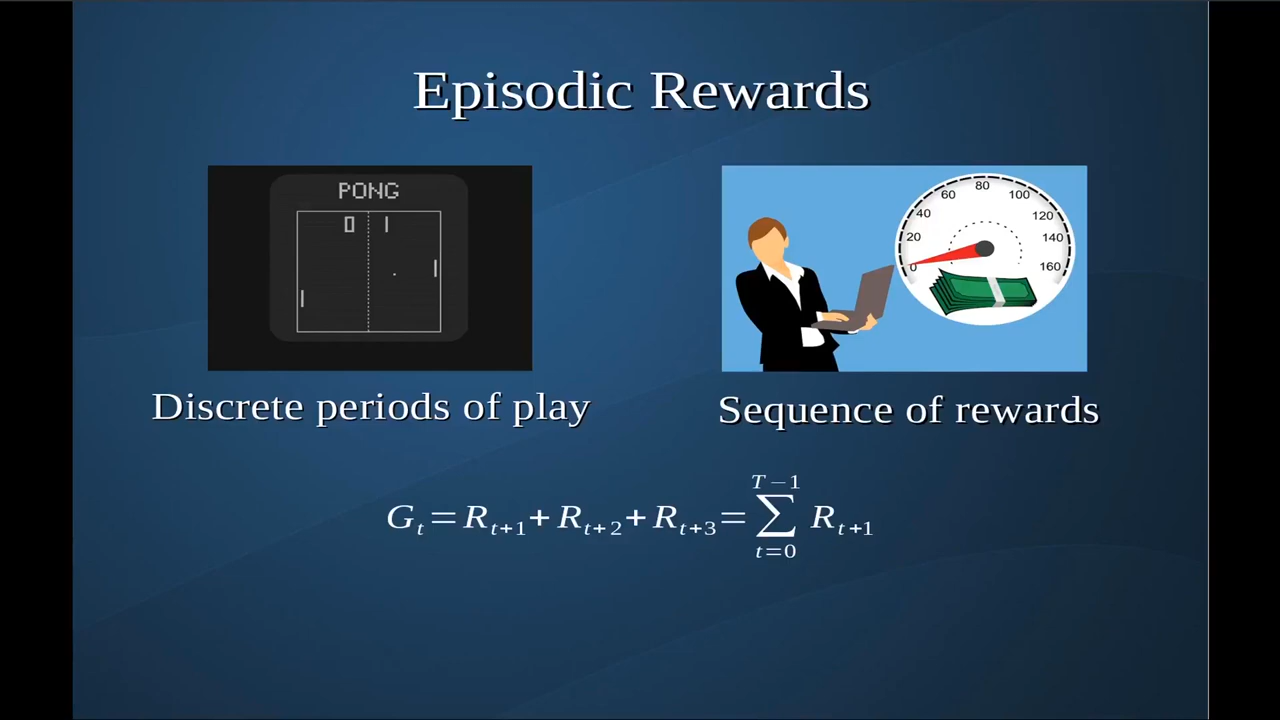 Episodic Rewards
PONG
0 1
0 20 40 60 80 100 120 140 160
Discrete periods of play
Sequence of rewards
G_t = R_{t+1} + R_{t+2} + R_{t+3} = \sum_{t=0}^{T-1} R_{t+1}